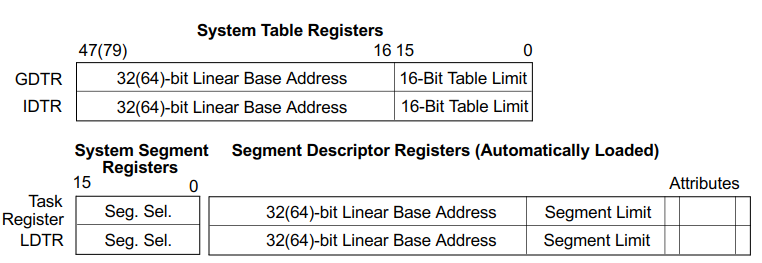 System Table Registers
47(79) 16 15 0
GDTR 32(64)-bit Linear Base Address 16-Bit Table Limit
IDTR 32(64)-bit Linear Base Address 16-Bit Table Limit
System Segment Registers Segment Descriptor Registers (Automatically Loaded)
15 0 Attributes
Task Register Seg. Sel. 32(64)-bit Linear Base Address Segment Limit
LDTR Seg. Sel. 32(64)-bit Linear Base Address Segment Limit